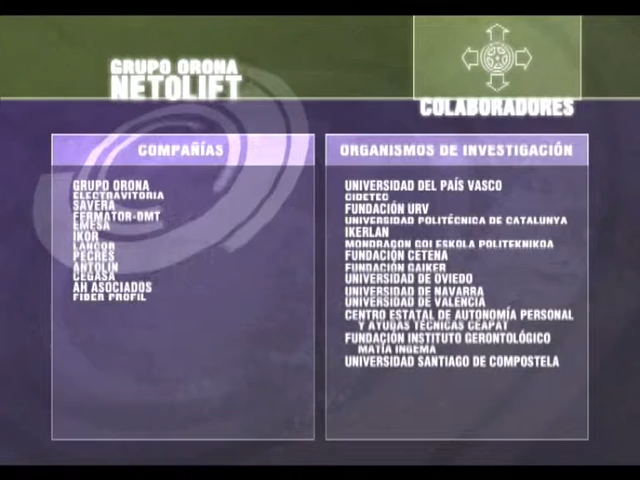 GRUPO ORONA
NETOLIFT
COLABORADORES
COMPAÑÍAS
GRUPO ORONA
ELECTRAVITORIA
SAVERA
FERMATOR-DMT
EMESA
IKOR
LANCOR
PECRES
ANTOLIN
CEGASA
AH ASOCIADOS
FIBER PROFIL
ORGANISMOS DE INVESTIGACIÓN
UNIVERSIDAD DEL PAÍS VASCO
CIDETEC
FUNDACIÓN URV
UNIVERSIDAD POLITÉCNICA DE CATALUNYA
IKERLAN
MONDRAGON GOI ESKOLA POLITEKNIKOA
FUNDACIÓN CETENA
FUNDACIÓN GAIKER
UNIVERSIDAD DE OVIEDO
UNIVERSIDAD DE NAVARRA
UNIVERSIDAD DE VALENCIA
CENTRO ESTATAL DE AUTONOMÍA PERSONAL
Y AYUDAS TÉCNICAS CEAPAT
FUNDACIÓN INSTITUTO GERONTOLÓGICO
MATÍA INGEMA
UNIVERSIDAD SANTIAGO DE COMPOSTELA